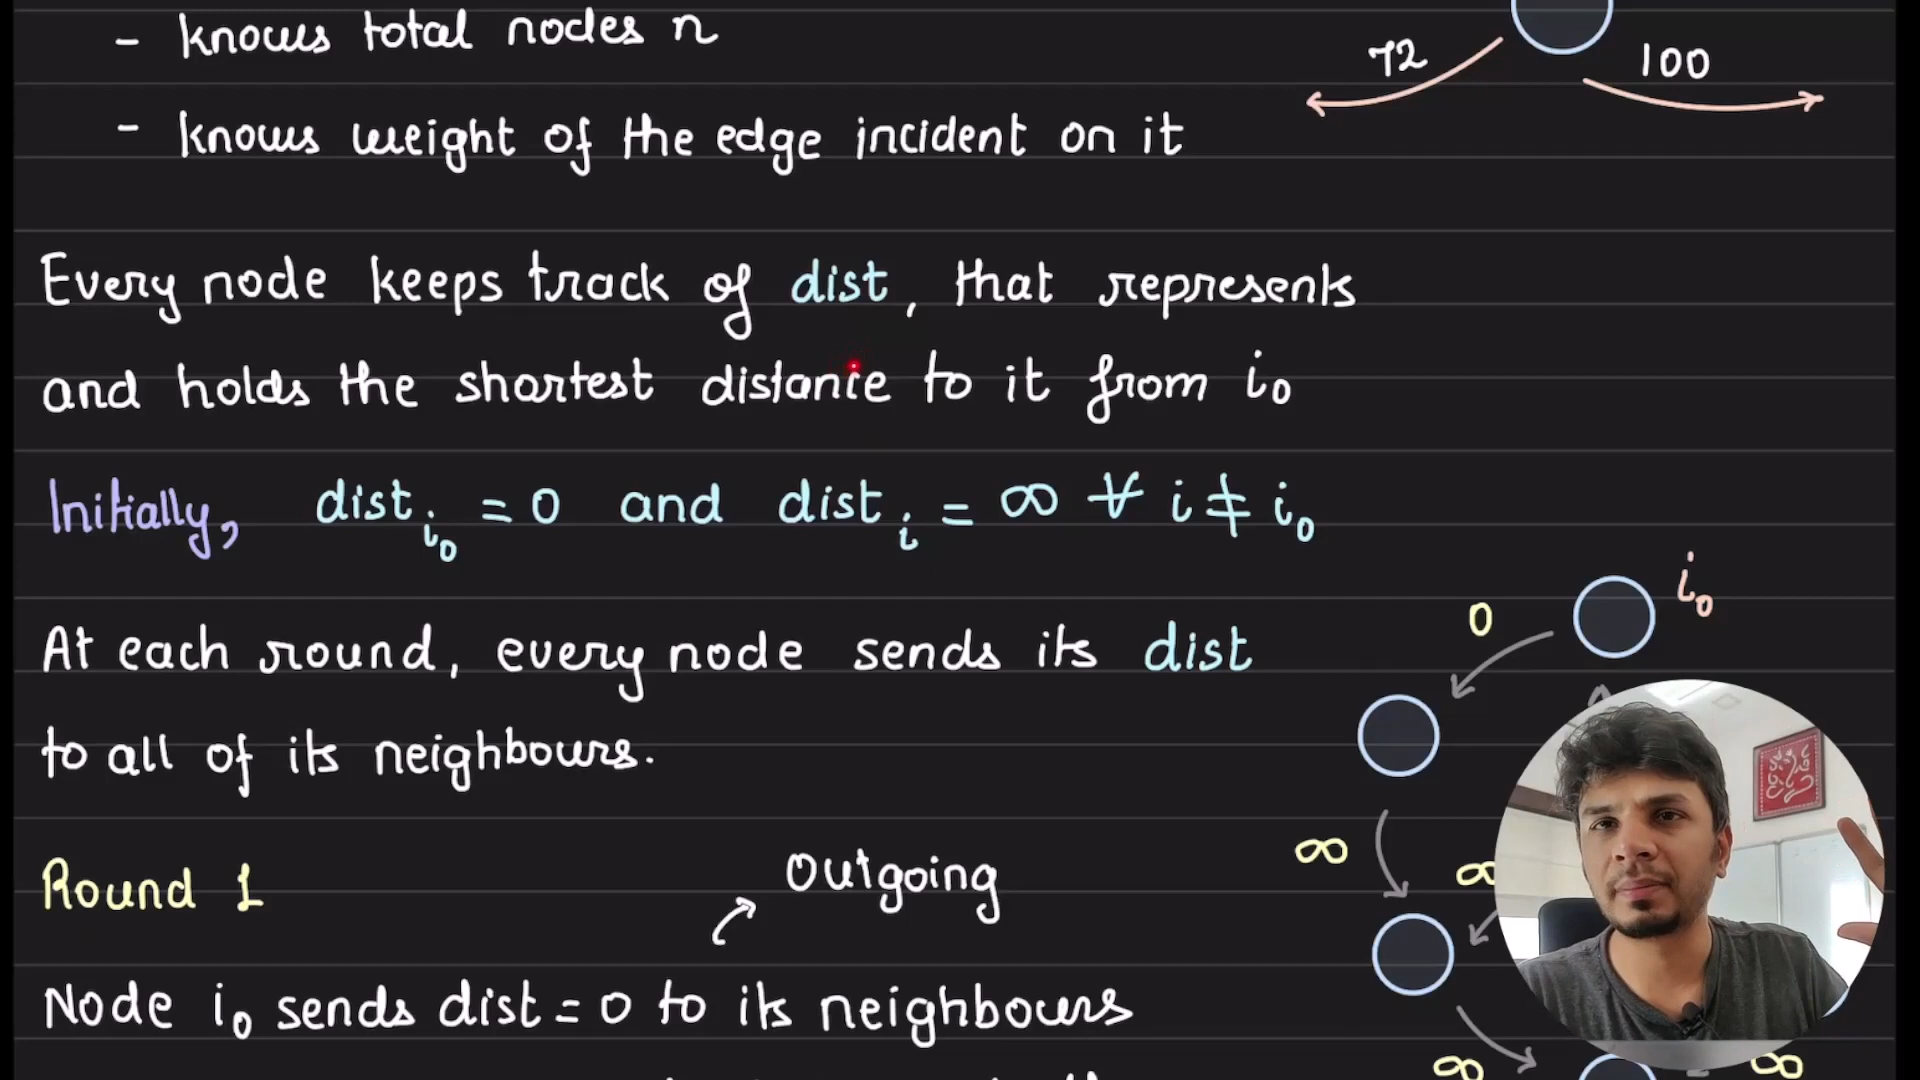 - knows total nodes n
72 100
- knows weight of the edge incident on it
Every node keeps track of dist, that represents
and holds the shortest distance to it from i₀
Initially, dist i₀ = 0 and dist i = ∞ ∀ i ≠ i₀
i₀
0
At each round, every node sends its dist
to all of its neighbours.
∞ ∞
Round 1
Outgoing
Node i₀ sends dist = 0 to its neighbours
∞ ∞